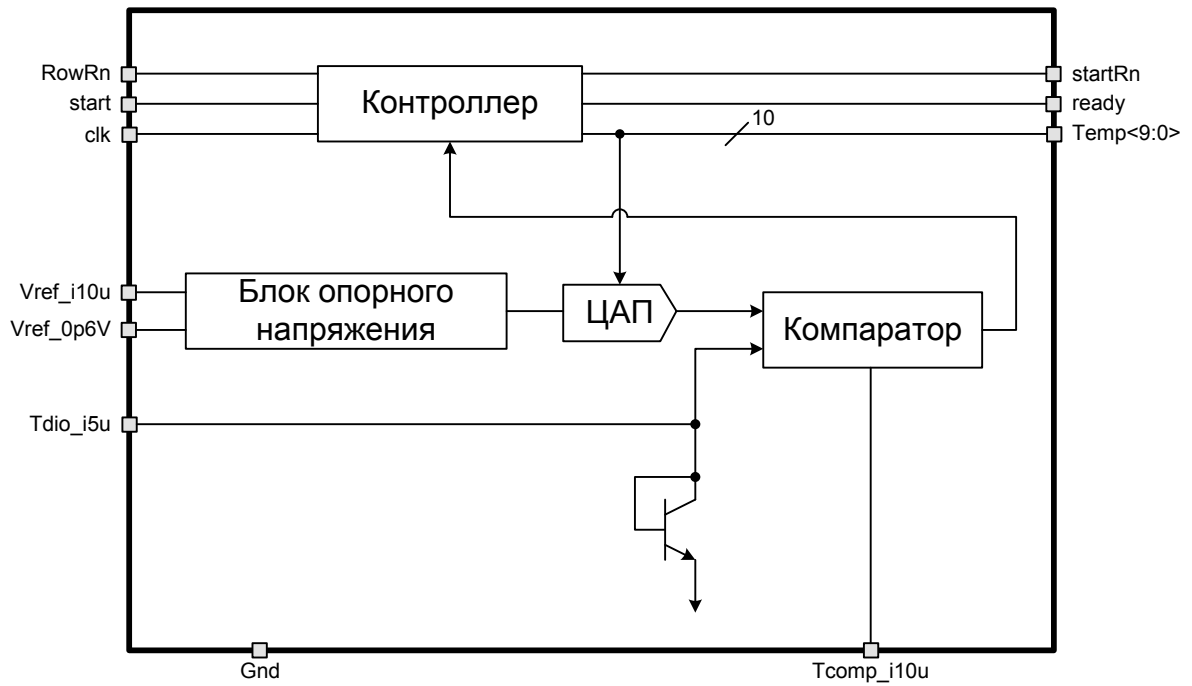 RowRn
start
clk
Контроллер
startRn
ready
10
Temp<9:0>
Vref_i10u
Vref_0p6V
Блок опорного
напряжения
ЦАП
Компаратор
Tdio_i5u
Gnd
Tcomp_i10u